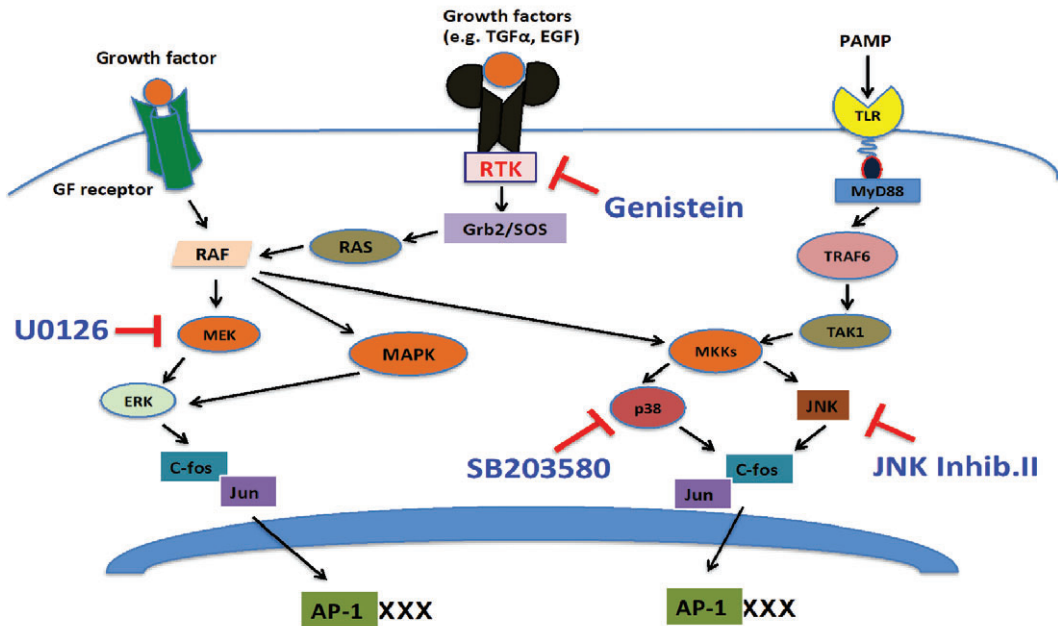 Growth factors
(e.g. TGFα, EGF)
PAMP
Growth factor
TLR
RTK
GF receptor
MyD88
Genistein
Grb2/SOS
RAS
RAF
TRAF6
U0126
MEK
TAK1
MAPK
MKKs
ERK
p38
JNK
C-fos
SB203580
C-fos
JNK Inhib.II
Jun
Jun
AP-1 XXX
AP-1 XXX